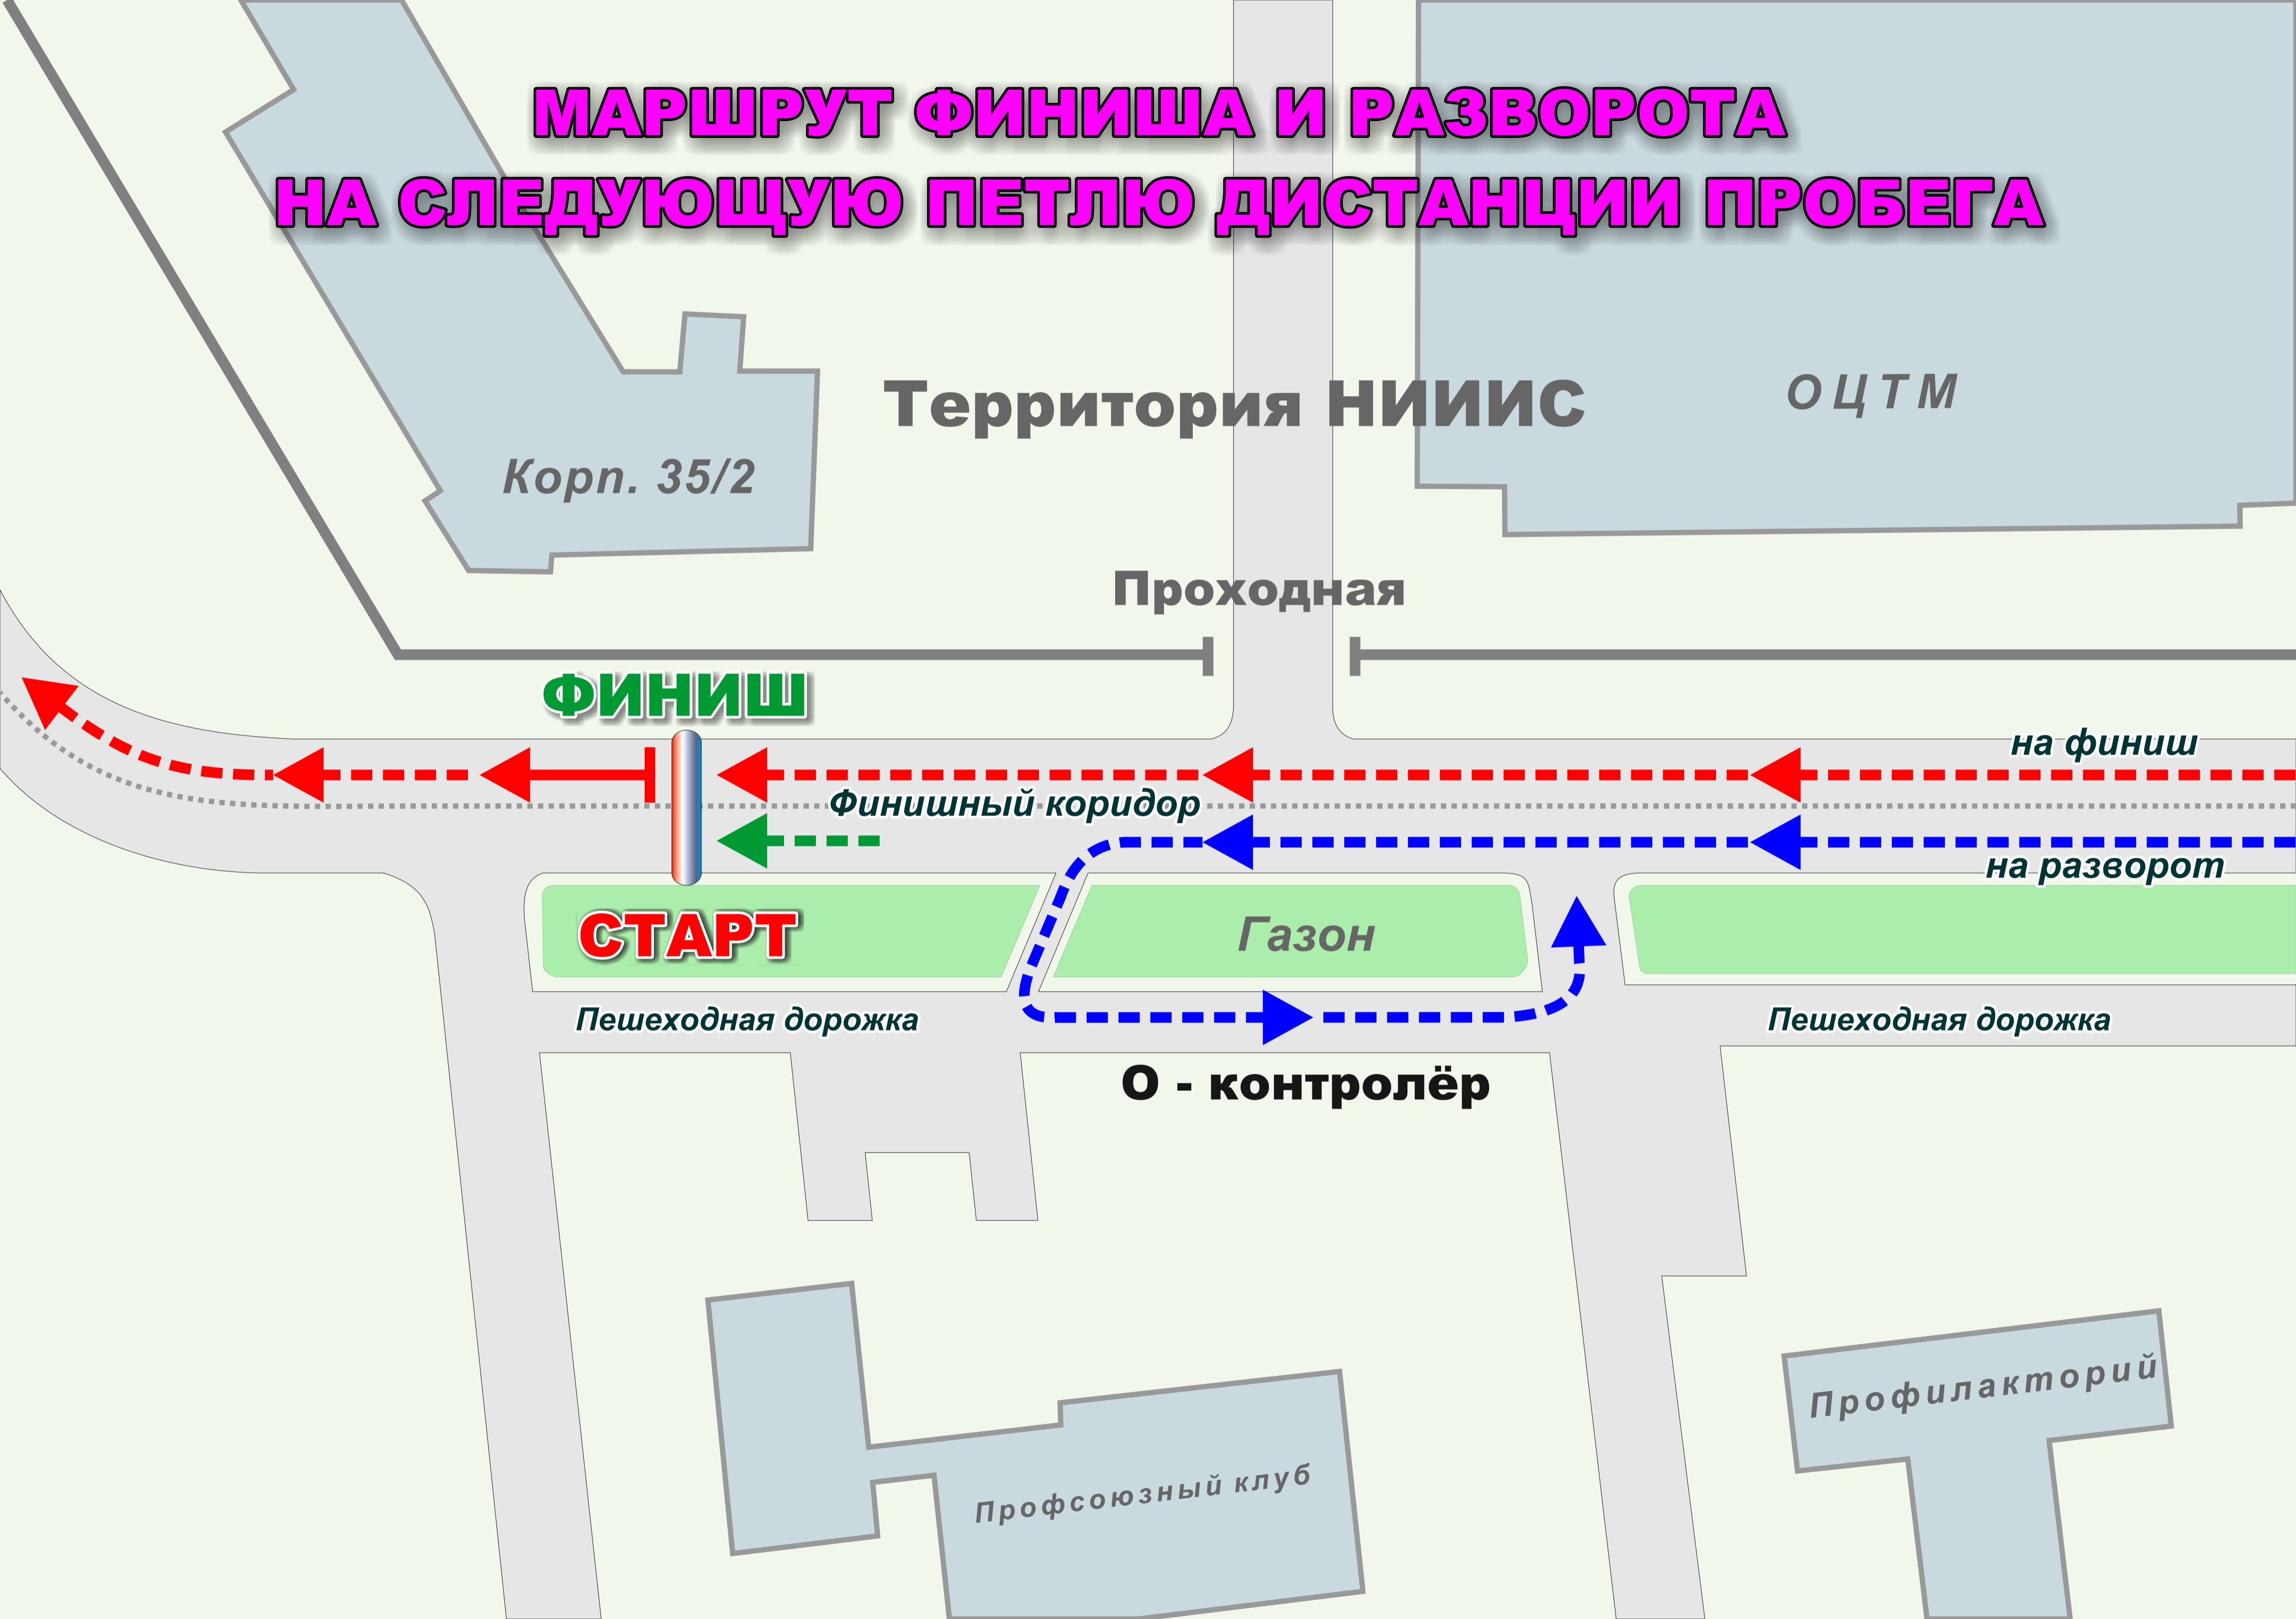 МАРШРУТ ФИНИША И РАЗВОРОТА
НА СЛЕДУЮЩУЮ ПЕТЛЮ ДИСТАНЦИИ ПРОБЕГА
Территория НИИИС
ОЦТМ
Корп. 35/2
Проходная
ФИНИШ
на финиш
Финишный коридор
на разворот
СТАРТ
Газон
Пешеходная дорожка
Пешеходная дорожка
О - контролёр
Профилакторий
Профсоюзный клуб